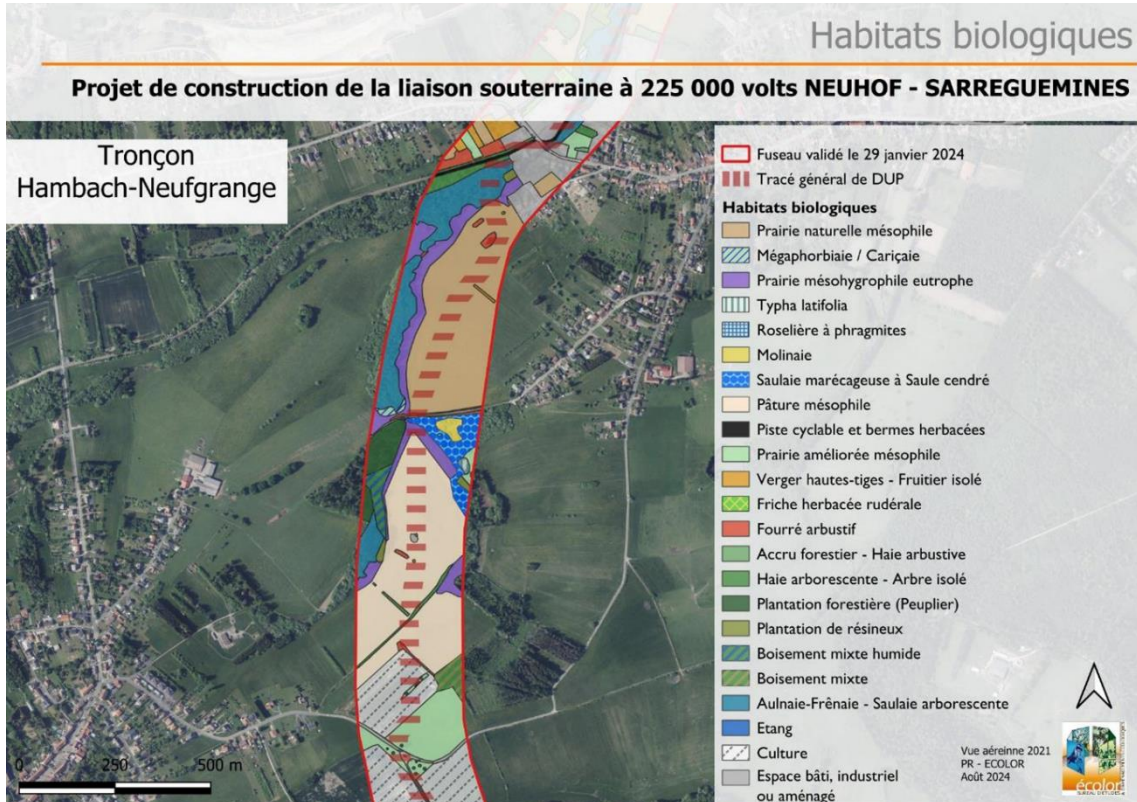 Habitats biologiques
Projet de construction de la liaison souterraine à 225 000 volts NEUHOF - SARREGUEMINES
Tronçon
Hambach-Neufgrange
Fuseau validé le 29 janvier 2024
Tracé général de DUP
Habitats biologiques
Prairie naturelle mésophile
Mégaphorbiaie / Cariçaie
Prairie mésohygrophile eutrophe
Typha latifolia
Roselière à phragmites
Molinaie
Saulaie marécageuse à Saule cendré
Pâture mésophile
Piste cyclable et bermes herbacées
Prairie améliorée mésophile
Verger hautes-tiges - Fruitier isolé
Friche herbacée rudérale
Fourré arbustif
Accru forestier - Haie arbustive
Haie arborescente - Arbre isolé
Plantation forestière (Peuplier)
Plantation de résineux
Boisement mixte humide
Boisement mixte
Aulnaie-Frênaie - Saulaie arborescente
Etang
Culture
Espace bâti, industriel
ou aménagé
0 250 500 m
Vue aéreinne 2021
PR - ECOLOR
Août 2024
écolor